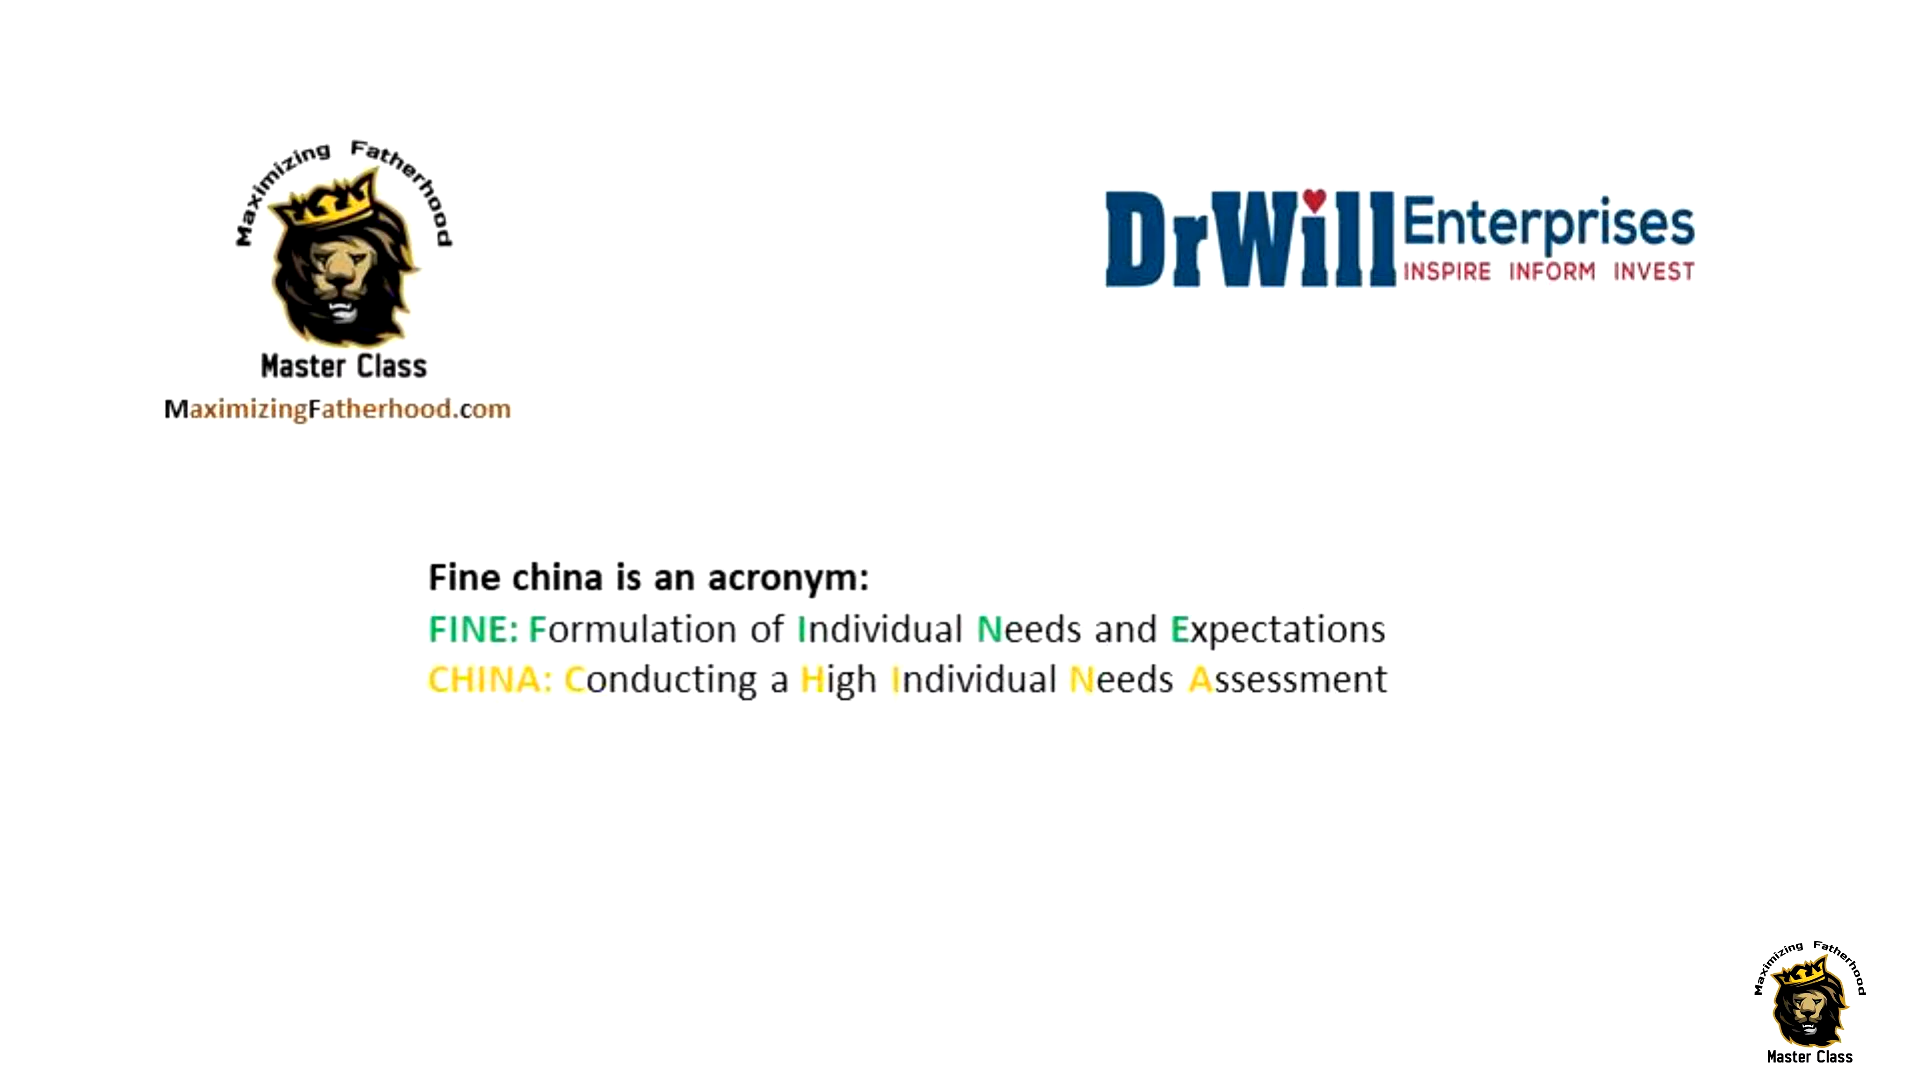 Maximizing Fatherhood
Master Class
MaximizingFatherhood.com
DrWill Enterprises
INSPIRE INFORM INVEST
Fine china is an acronym:
FINE: Formulation of Individual Needs and Expectations
CHINA: Conducting a High Individual Needs Assessment
Maximizing Fatherhood
Master Class